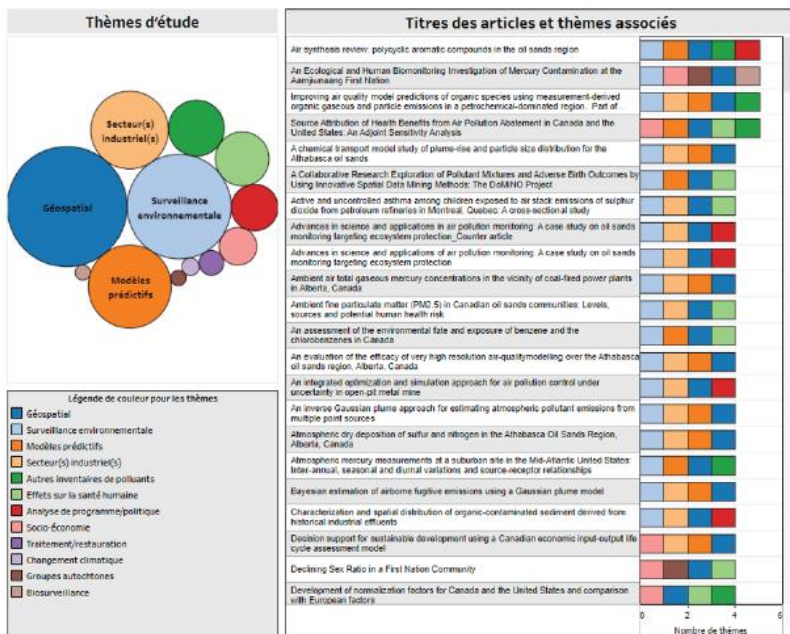 Thèmes d'étude
Secteur(s)
industriel(s)
Géospatial
Surveillance
environnementale
Modèles
prédictifs
Légende de couleur pour les thèmes
Géospatial
Surveillance environnementale
Modèles prédictifs
Secteur(s) industriel(s)
Autres inventaires de polluants
Effets sur la santé humaine
Analyse de programme/politique
Socio-économie
Traitement/restauration
Changement climatique
Groupes autochtones
Biosurveillance
Titres des articles et thèmes associés
Air synthesis review: polycyclic aromatic compounds in the oil sands region
An Ecological and Human Biomonitoring Investigation of Mercury Contamination at the
Aamjiwnaang First Nation
Improving air quality model predictions of organic species using measurement-derived
organic gaseous and particle emissions in a petrochemical-dominated region. Part of ..
Source Attribution of Health Benefits from Air Pollution Abatement in Canada and the
United States: An Adjoint Sensitivity Analysis
A chemical transport model study of plume-rise and particle size distribution for the
Athabasca oil sands
A Collaborative Research Exploration of Pollutant Mixtures and Adverse Birth Outcomes by
Using Innovative Spatial Data Mining Methods: The DoMiNO Project
Active and uncontrolled asthma among children exposed to air stack emissions of sulphur
dioxide from petroleum refineries in Montreal, Quebec: A cross-sectional study
Advances in science and applications in air pollution monitoring: A case study on oil sands
monitoring targeting ecosystem protection_Counter article
Advances in science and applications of air pollution monitoring: A case study on oil sands
monitoring targeting ecosystem protection
Ambient air total gaseous mercury concentrations in the vicinity of coal-fired power plants
in Alberta, Canada
Ambient fine particulate matter (PM2.5) in Canadian oil sands communities: Levels,
sources and potential human health risk
An assessment of the environmental fate and exposure of benzene and the
chlorobenzenes in Canada
An evaluation of the efficacy of very high resolution air-qualitymodelling over the Athabasca
oil sands region, Alberta, Canada
An integrated optimization and simulation approach for air pollution control under
uncertainty in open-pit metal mine
An inverse Gaussian plume approach for estimating atmospheric pollutant emissions from
multiple point sources
Atmospheric dry deposition of sulfur and nitrogen in the Athabasca Oil Sands Region,
Alberta, Canada
Atmospheric mercury measurements at a suburban site in the Mid-Atlantic United States:
Inter-annual, seasonal and diurnal variations and source-receptor relationships
Bayesian estimation of airborne fugitive emissions using a Gaussian plume model
Characterization and spatial distribution of organic-contaminated sediment derived from
historical industrial effluents
Decision support for sustainable development using a Canadian economic input-output life
cycle assessment model
Declining Sex Ratio in a First Nation Community
Development of normalization factors for Canada and the United States and comparison
with European factors
0 2 4 6
Nombre de thèmes